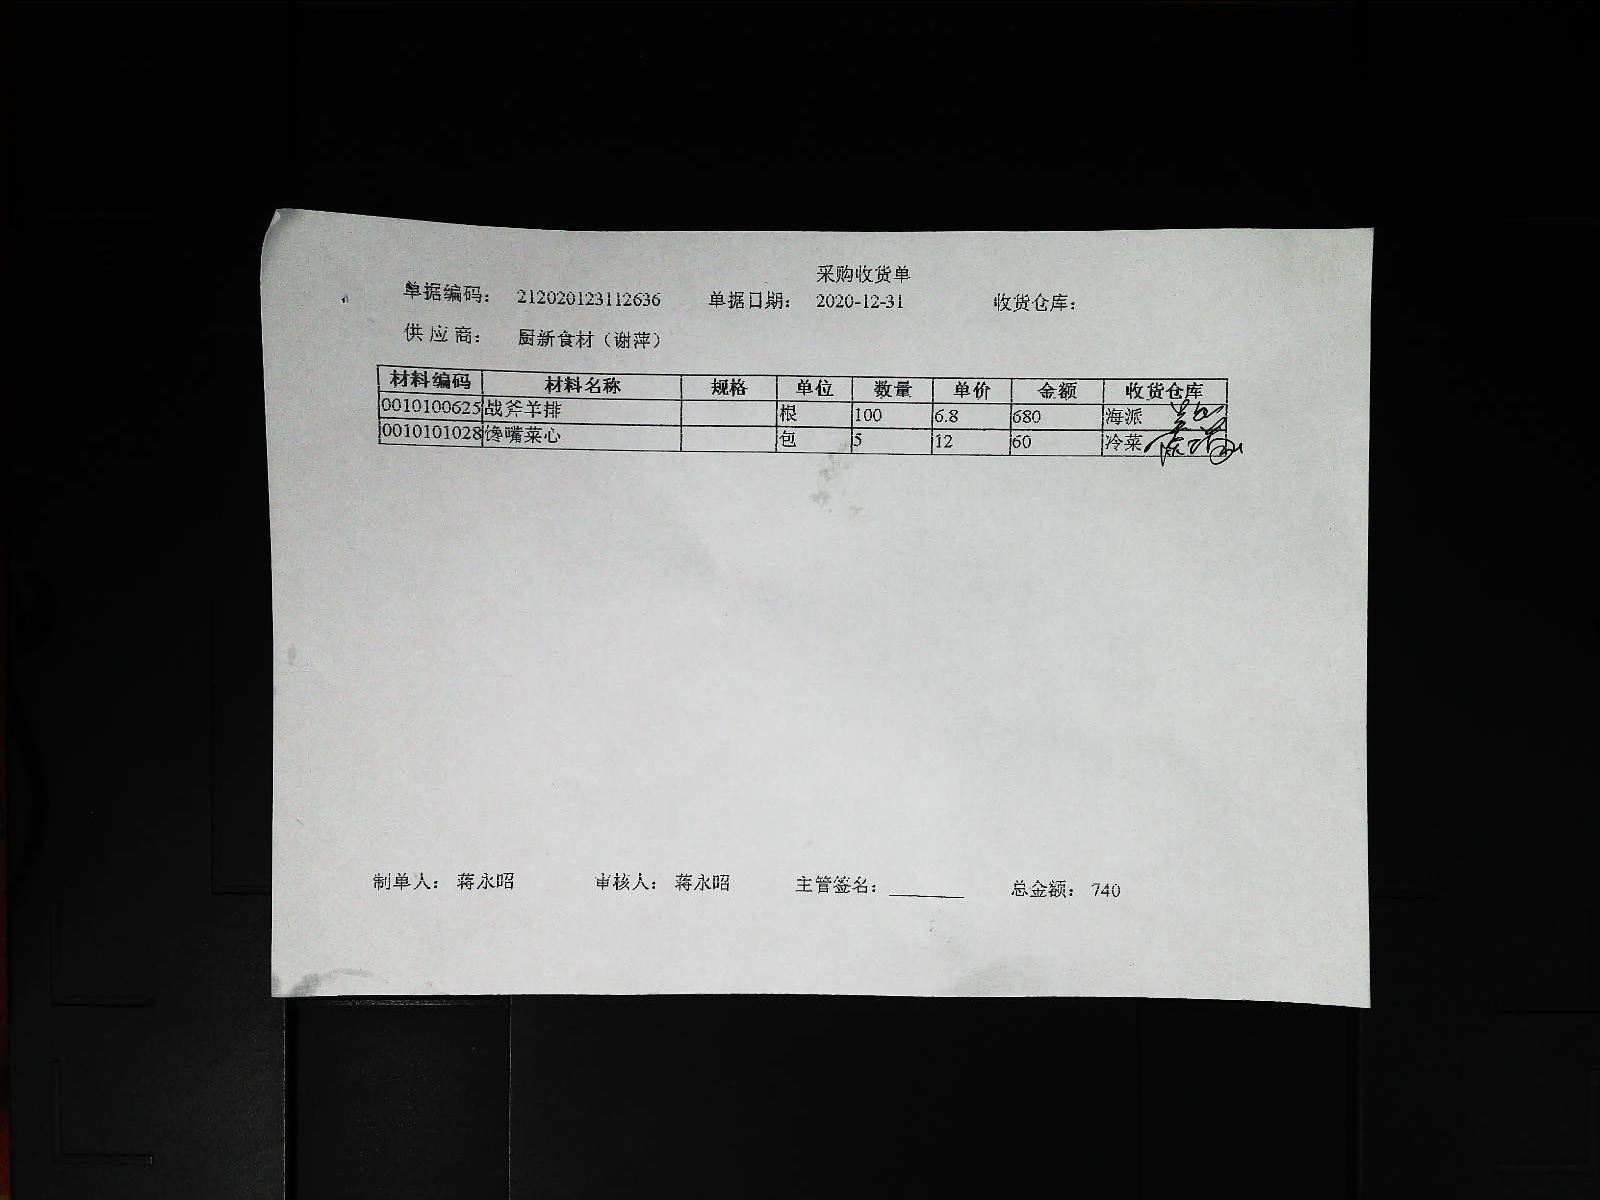 采购收货单
单据编码： 212020123112636 单据日期： 2020-12-31 收货仓库：
供应商： 厨新食材（谢萍）
材料编码 材料名称 规格 单位 数量 单价 金额 收货仓库
0010100625 战斧羊排 根 100 6.8 680 海派
0010101028 馋嘴菜心 包 5 12 60 冷菜
制单人： 蒋永昭 审核人： 蒋永昭 主管签名： 总金额： 740